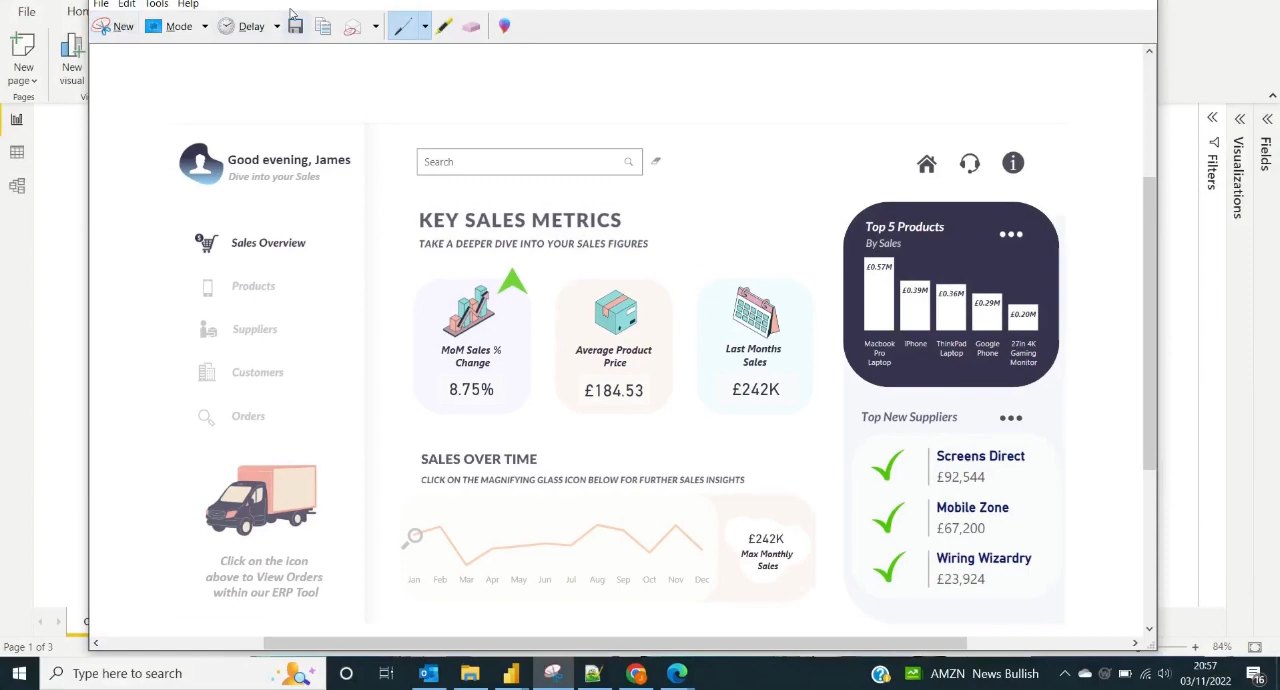 File Edit Tools Help
File Hon
New Mode Delay
New page
New visual
Pages
Good evening, James
Dive into your Sales
Search
Sales Overview
Products
Suppliers
Customers
Orders
Click on the icon
above to View Orders
within our ERP Tool
KEY SALES METRICS
TAKE A DEEPER DIVE INTO YOUR SALES FIGURES
MoM Sales %
Change
8.75%
Average Product
Price
£184.53
Last Months
Sales
£242K
SALES OVER TIME
CLICK ON THE MAGNIFYING GLASS ICON BELOW FOR FURTHER SALES INSIGHTS
Jan Feb Mar Apr May Jun Jul Aug Sep Oct Nov Dec
£242K
Max Monthly
Sales
Top 5 Products
By Sales
£0.57M £0.39M £0.36M £0.29M £0.20M
Macbook Pro Laptop
iPhone
ThinkPad Laptop
Google Phone
27in 4K Gaming Monitor
Top New Suppliers
Screens Direct
£92,544
Mobile Zone
£67,200
Wiring Wizardry
£23,924
Filters
Visualizations
Fields
Page 1 of 3
84%
Type here to search
AMZN News Bullish
20:57
03/11/2022
16